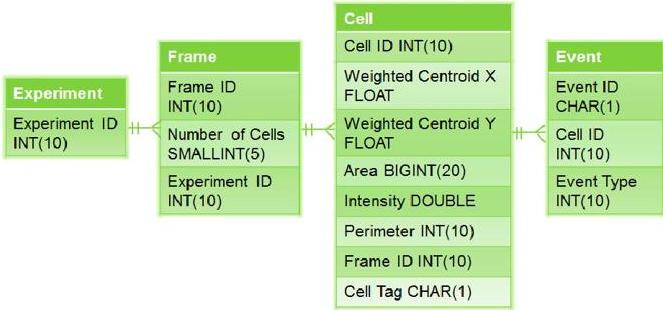 Experiment
Experiment ID
INT(10)
Frame
Frame ID
INT(10)
Number of Cells
SMALLINT(5)
Experiment ID
INT(10)
Cell
Cell ID INT(10)
Weighted Centroid X
FLOAT
Weighted Centroid Y
FLOAT
Area BIGINT(20)
Intensity DOUBLE
Perimeter INT(10)
Frame ID INT(10)
Cell Tag CHAR(1)
Event
Event ID
CHAR(1)
Cell ID
INT(10)
Event Type
INT(10)